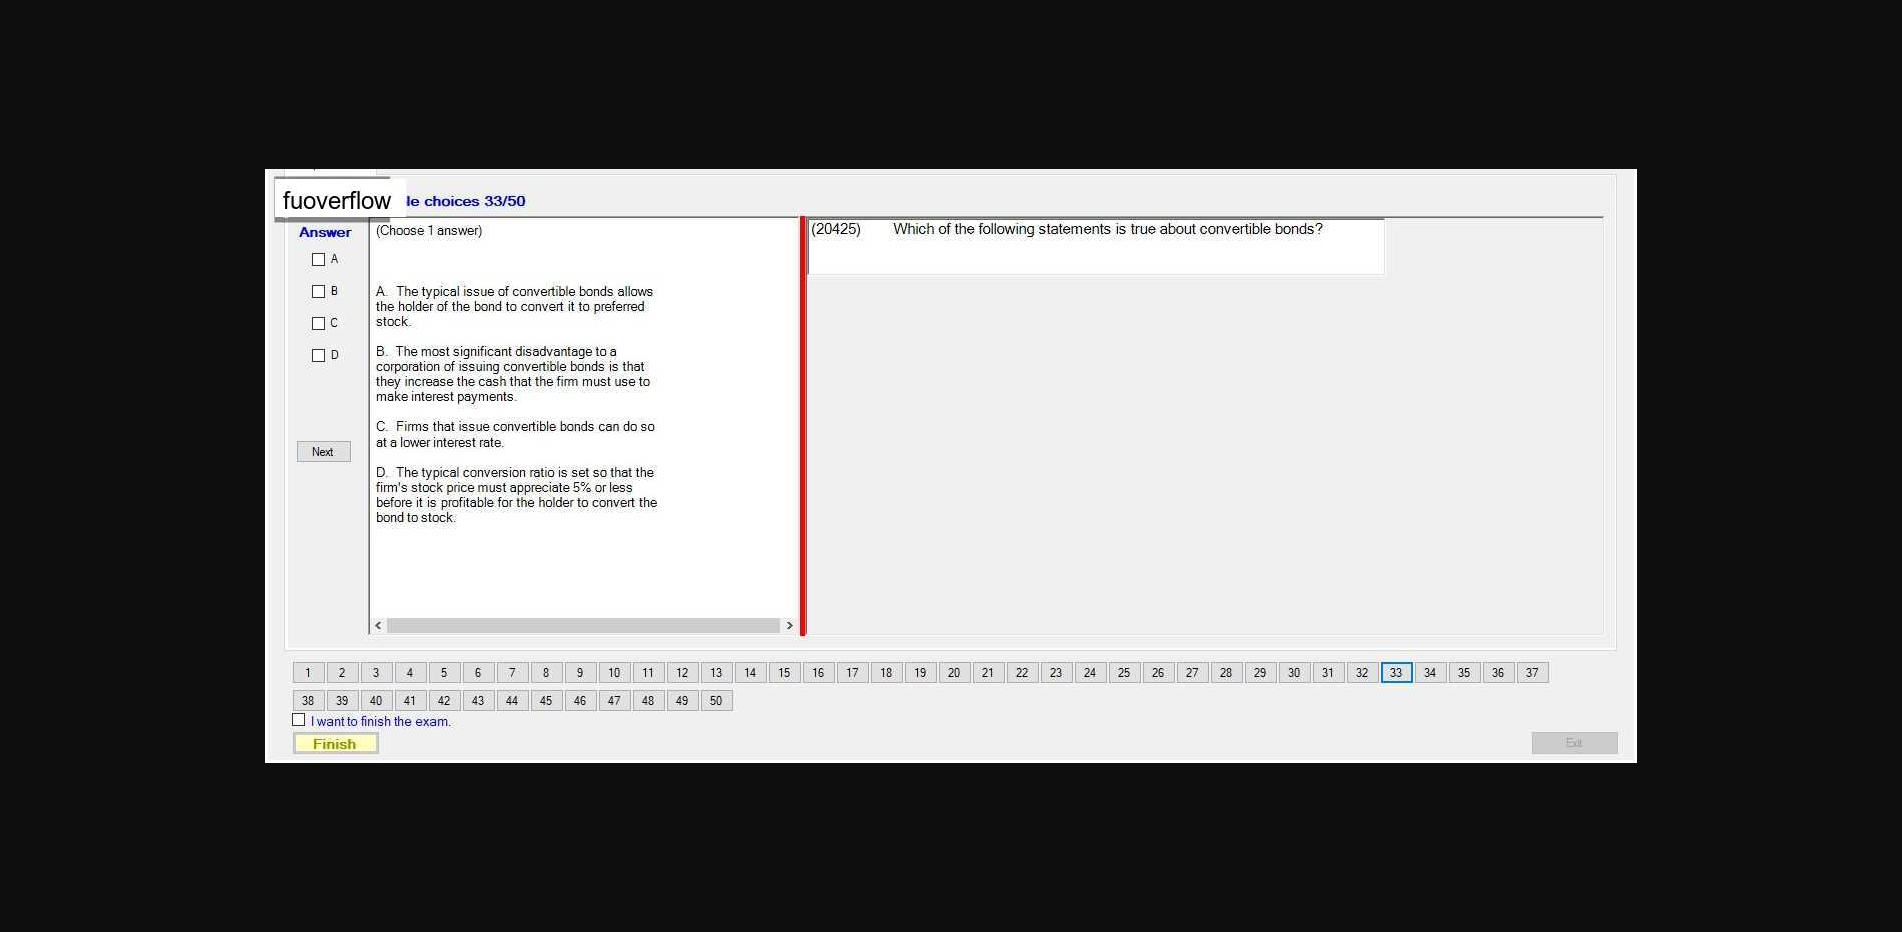 fuoverflow
le choices 33/50
Answer
(Choose 1 answer)
(20425) Which of the following statements is true about convertible bonds?
A
B
C
D
A. The typical issue of convertible bonds allows
the holder of the bond to convert it to preferred
stock.
B. The most significant disadvantage to a
corporation of issuing convertible bonds is that
they increase the cash that the firm must use to
make interest payments.
C. Firms that issue convertible bonds can do so
at a lower interest rate.
D. The typical conversion ratio is set so that the
firm's stock price must appreciate 5% or less
before it is profitable for the holder to convert the
bond to stock.
Next
1 2 3 4 5 6 7 8 9 10 11 12 13 14 15 16 17 18 19 20 21 22 23 24 25 26 27 28 29 30 31 32 33 34 35 36 37
38 39 40 41 42 43 44 45 46 47 48 49 50
I want to finish the exam.
Finish
Exit